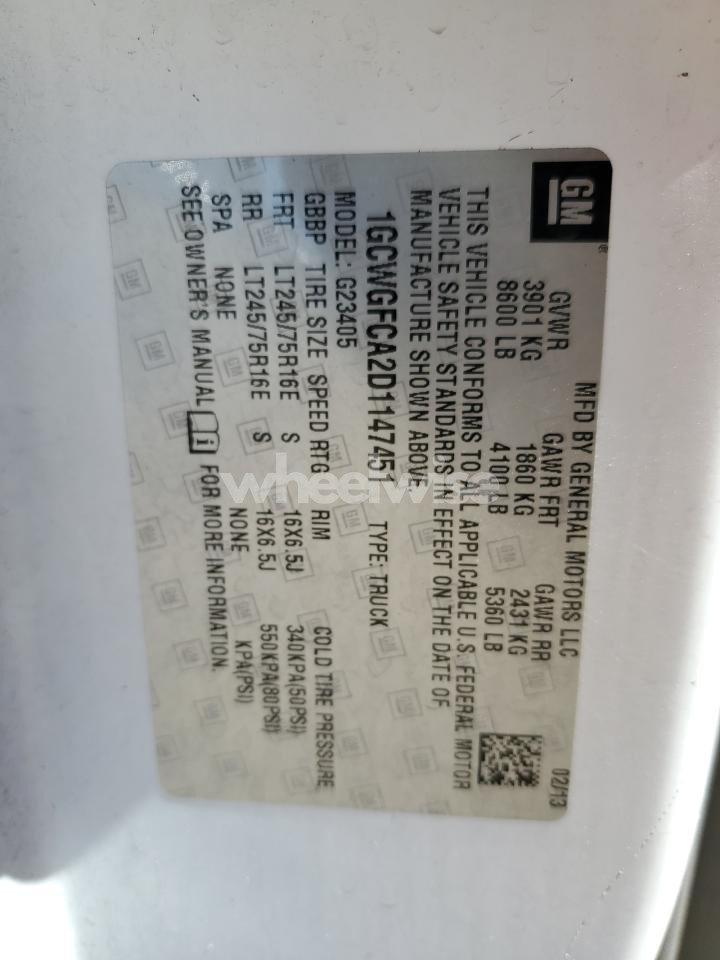 GM®
MFD BY GENERAL MOTORS LLC 02/13
GVWR GAWR FRT GAWR RR
3901 KG 1860 KG 2431 KG
8600 LB 4100 LB 5360 LB
THIS VEHICLE CONFORMS TO ALL APPLICABLE U.S. FEDERAL MOTOR
VEHICLE SAFETY STANDARDS IN EFFECT ON THE DATE OF
MANUFACTURE SHOWN ABOVE
1GCWGFCA2D1147451 TYPE: TRUCK
MODEL: G23405
GBBP TIRE SIZE SPEED RTG RIM COLD TIRE PRESSURE
FRT LT245/75R16E S 16X6.5J 340KPA(50PSI)
RR LT245/75R16E S 16X6.5J 550KPA(80PSI)
SPA NONE NONE KPA(PSI)
SEE OWNER'S MANUAL FOR MORE INFORMATION.